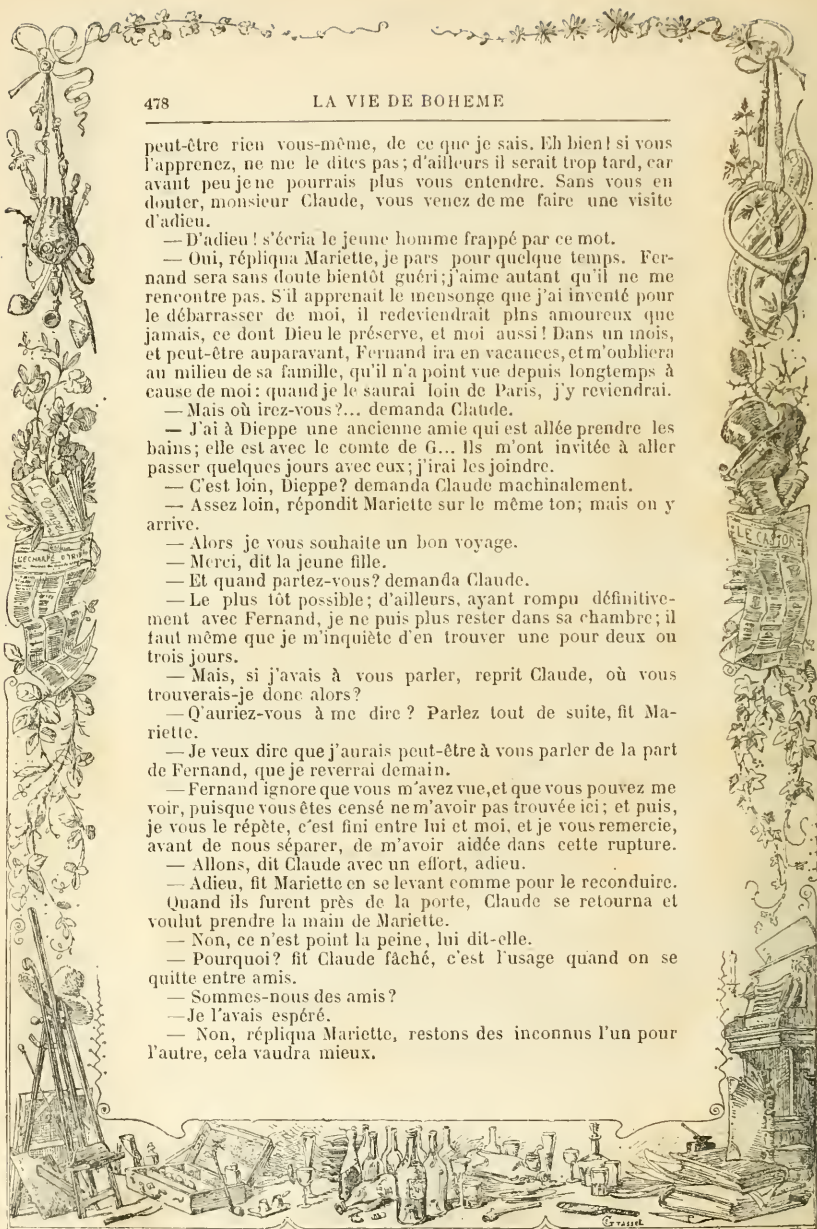 478 LA VIE DE BOHEME
peut-être rien vous-même, de ce que je sais. Eh bien! si vous
l'apprenez, ne me le dites pas; d'ailleurs il serait trop tard, car
avant peu je ne pourrais plus vous entendre. Sans vous en
douter, monsieur Claude, vous venez de me faire une visite
d'adieu.
— D'adieu ! s'écria le jeune homme frappé par ce mot.
— Oui, répliqua Mariette, je pars pour quelque temps. Fer-
nand sera sans doute bientôt guéri; j'aime autant qu'il ne me
rencontre pas. S'il apprenait le mensonge que j'ai inventé pour
le débarrasser de moi, il redeviendrait plus amoureux que
jamais, ce dont Dieu le préserve, et moi aussi! Dans un mois,
et peut-être auparavant, Fernand ira en vacances, et m'oubliera
au milieu de sa famille, qu'il n'a point vue depuis longtemps à
cause de moi: quand je le saurai loin de Paris, j'y reviendrai.
— Mais où irez-vous?... demanda Claude.
— J'ai à Dieppe une ancienne amie qui est allée prendre les
bains; elle est avec le comte de G... Ils m'ont invitée à aller
passer quelques jours avec eux; j'irai les joindre.
— C'est loin, Dieppe? demanda Claude machinalement.
— Assez loin, répondit Mariette sur le même ton; mais on y
arrive.
— Alors je vous souhaite un bon voyage.
— Merci, dit la jeune fille.
— Et quand partez-vous? demanda Claude.
— Le plus tôt possible; d'ailleurs, ayant rompu définitive-
ment avec Fernand, je ne puis plus rester dans sa chambre; il
faut même que je m'inquiète d'en trouver une pour deux ou
trois jours.
— Mais, si j'avais à vous parler, reprit Claude, où vous
trouverais-je donc alors?
— Q'auriez-vous à me dire ? Parlez tout de suite, fit Ma-
riette.
— Je veux dire que j'aurais peut-être à vous parler de la part
de Fernand, que je reverrai demain.
— Fernand ignore que vous m'avez vue, et que vous pouvez me
voir, puisque vous êtes censé ne m'avoir pas trouvée ici; et puis,
je vous le répète, c'est fini entre lui et moi, et je vous remercie,
avant de nous séparer, de m'avoir aidée dans cette rupture.
— Allons, dit Claude avec un effort, adieu.
— Adieu, fit Mariette en se levant comme pour le reconduire.
Quand ils furent près de la porte, Claude se retourna et
voulut prendre la main de Mariette.
— Non, ce n'est point la peine, lui dit-elle.
— Pourquoi? fit Claude fâché, c'est l'usage quand on se
quitte entre amis.
— Sommes-nous des amis?
— Je l'avais espéré.
— Non, répliqua Mariette, restons des inconnus l'un pour
l'autre, cela vaudra mieux.
L'ECHARPE D'IRIS
LE CASTOR
GRASSET